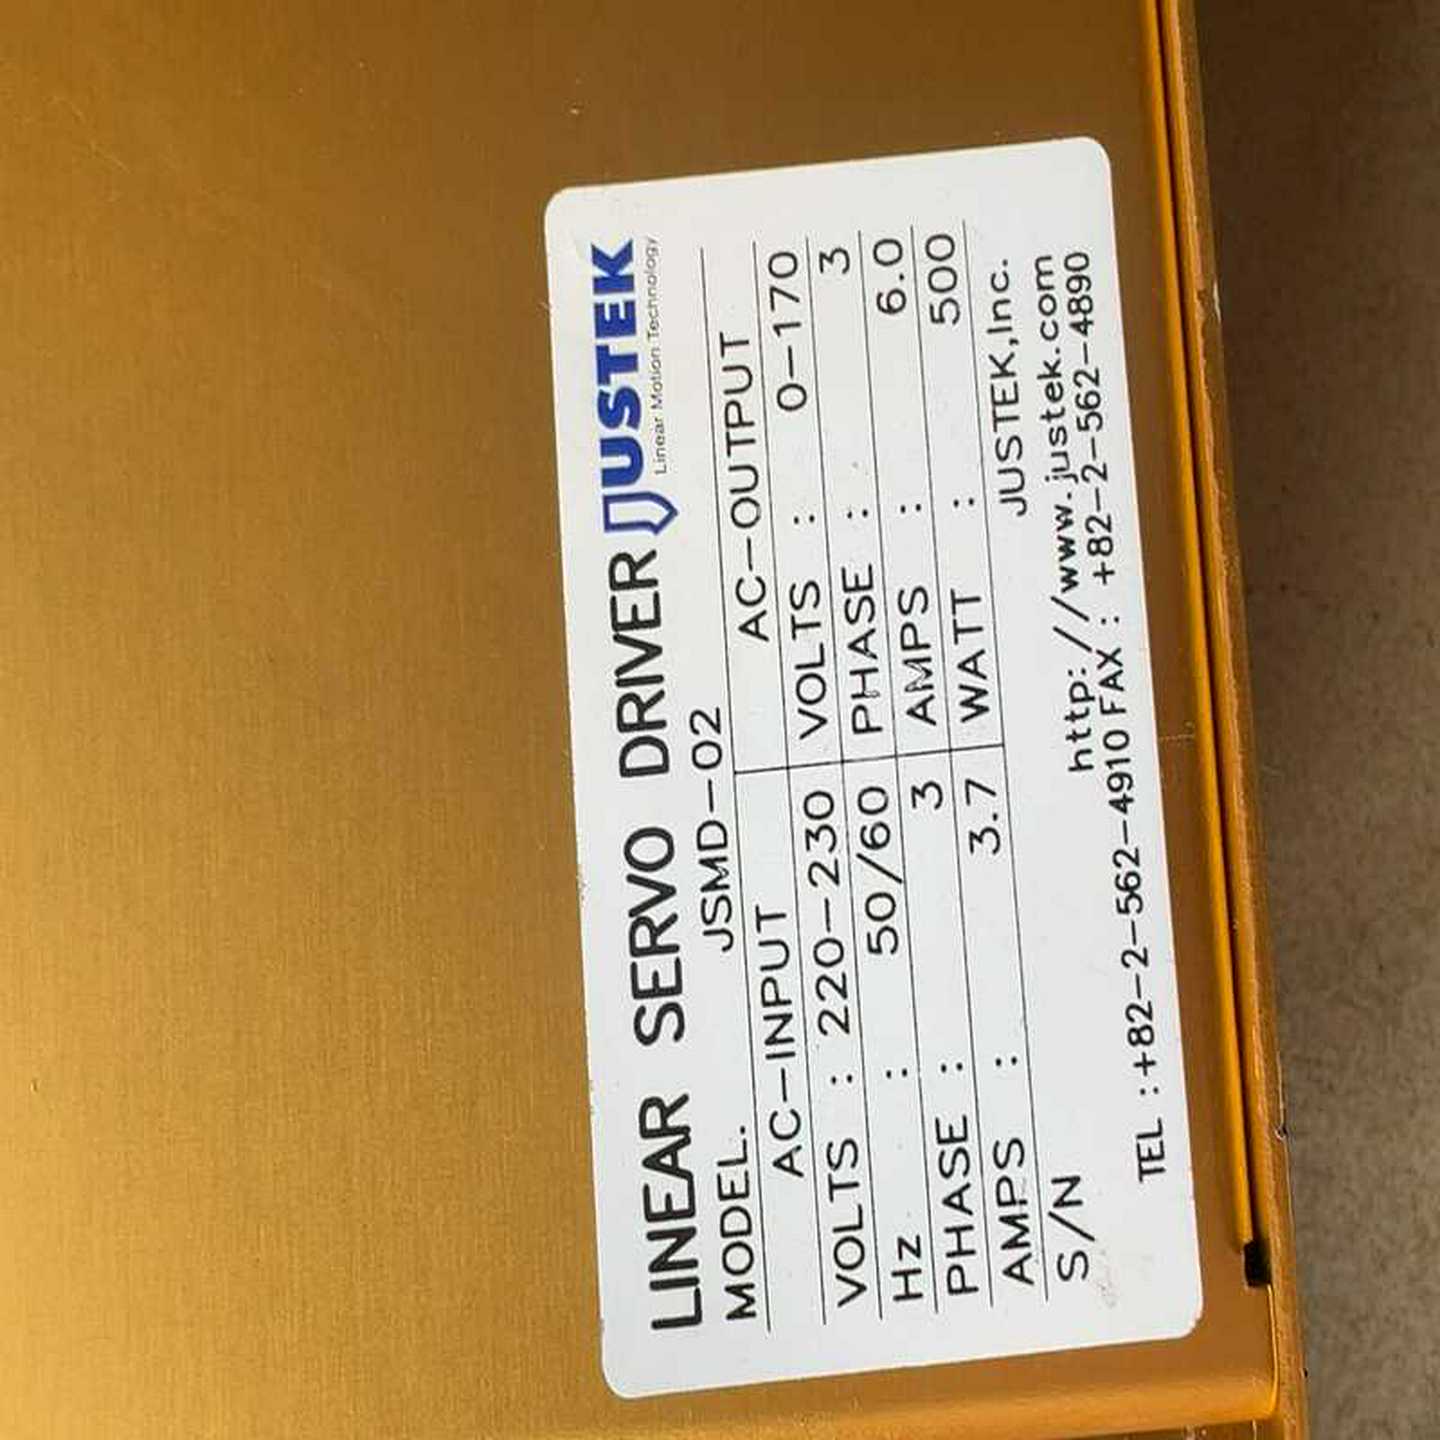 LINEAR SERVO DRIVER JUSTEK
Linear Motion Technology
MODEL. JSMD-02
AC-INPUT AC-OUTPUT
VOLTS : 220-230 VOLTS : 0-170
Hz : 50/60 PHASE : 3
PHASE : 3 AMPS : 6.0
AMPS : 3.7 WATT : 500
S/N JUSTEK,Inc.
http://www.justek.com
TEL :+82-2-562-4910 FAX : +82-2-562-4890